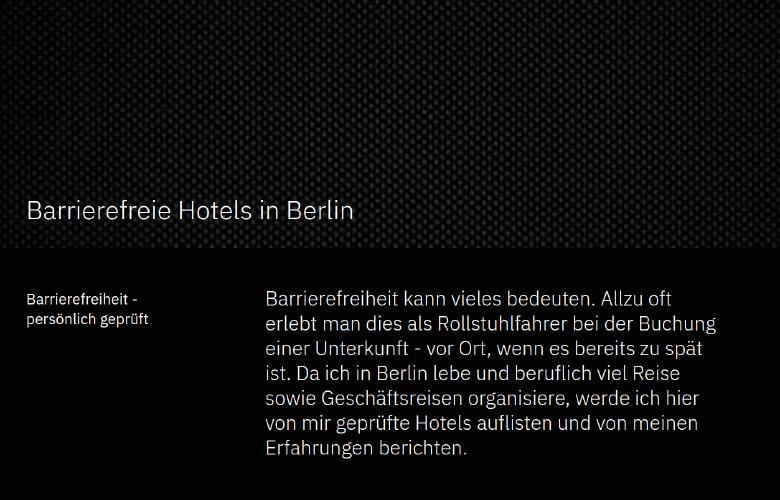 Barrierefreie Hotels in Berlin
Barrierefreiheit -
persönlich geprüft
Barrierefreiheit kann vieles bedeuten. Allzu oft
erlebt man dies als Rollstuhlfahrer bei der Buchung
einer Unterkunft - vor Ort, wenn es bereits zu spät
ist. Da ich in Berlin lebe und beruflich viel Reise
sowie Geschäftsreisen organisiere, werde ich hier
von mir geprüfte Hotels auflisten und von meinen
Erfahrungen berichten.